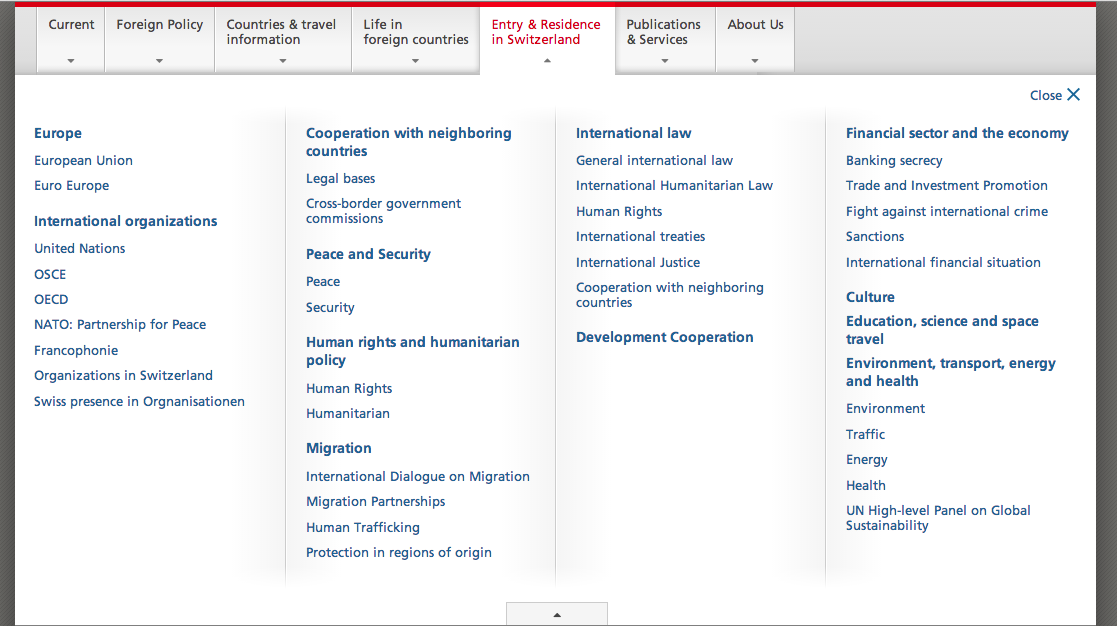 Current
Foreign Policy
Countries & travel
information
Life in
foreign countries
Entry & Residence
in Switzerland
Publications
& Services
About Us
Close
Europe
European Union
Euro Europe
International organizations
United Nations
OSCE
OECD
NATO: Partnership for Peace
Francophonie
Organizations in Switzerland
Swiss presence in Orgnanisationen
Cooperation with neighboring
countries
Legal bases
Cross-border government
commissions
Peace and Security
Peace
Security
Human rights and humanitarian
policy
Human Rights
Humanitarian
Migration
International Dialogue on Migration
Migration Partnerships
Human Trafficking
Protection in regions of origin
International law
General international law
International Humanitarian Law
Human Rights
International treaties
International Justice
Cooperation with neighboring
countries
Development Cooperation
Financial sector and the economy
Banking secrecy
Trade and Investment Promotion
Fight against international crime
Sanctions
International financial situation
Culture
Education, science and space
travel
Environment, transport, energy
and health
Environment
Traffic
Energy
Health
UN High-level Panel on Global
Sustainability